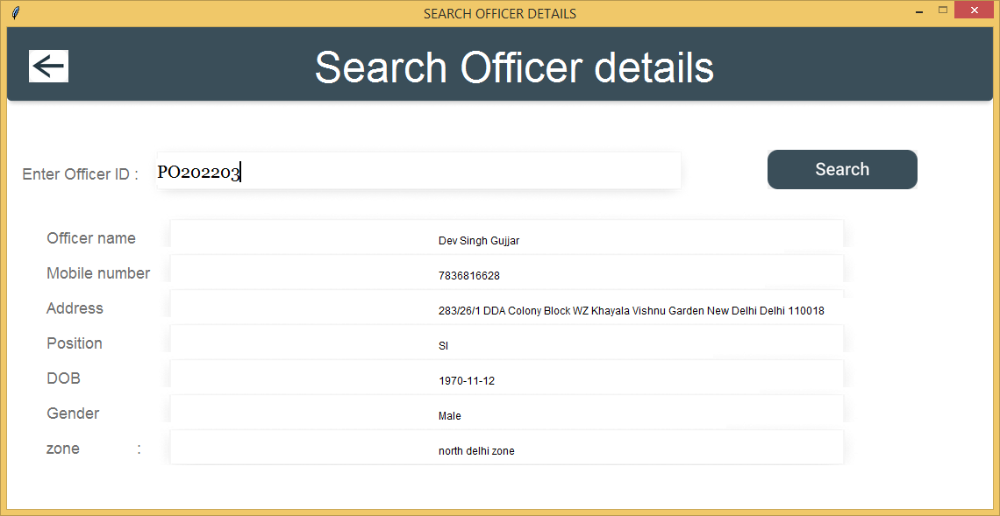 SEARCH OFFICER DETAILS
Search Officer details
Enter Officer ID : PO202203 Search
Officer name Dev Singh Gujjar
Mobile number 7836816628
Address 283/26/1 DDA Colony Block WZ Khayala Vishnu Garden New Delhi Delhi 110018
Position SI
DOB 1970-11-12
Gender Male
zone : north delhi zone